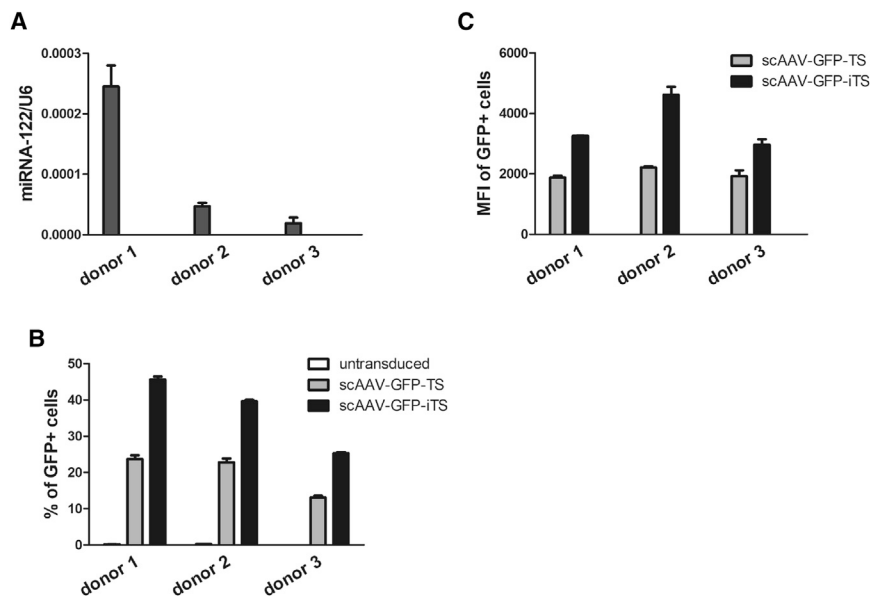 A
miRNA-122/U6
0.0003
0.0002
0.0001
0.0000
donor 1
donor 2
donor 3
B
% of GFP+ cells
50
40
30
20
10
0
untransduced
scAAV-GFP-TS
scAAV-GFP-iTS
donor 1
donor 2
donor 3
C
MFI of GFP+ cells
6000
4000
2000
0
scAAV-GFP-TS
scAAV-GFP-iTS
donor 1
donor 2
donor 3